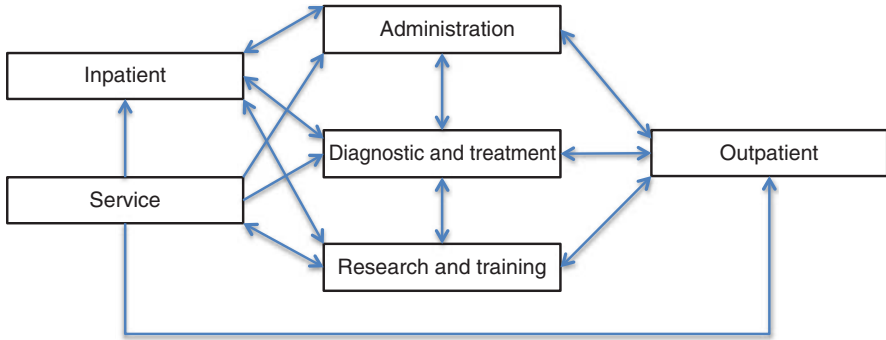 Administration
Inpatient
Diagnostic and treatment
Outpatient
Service
Research and training